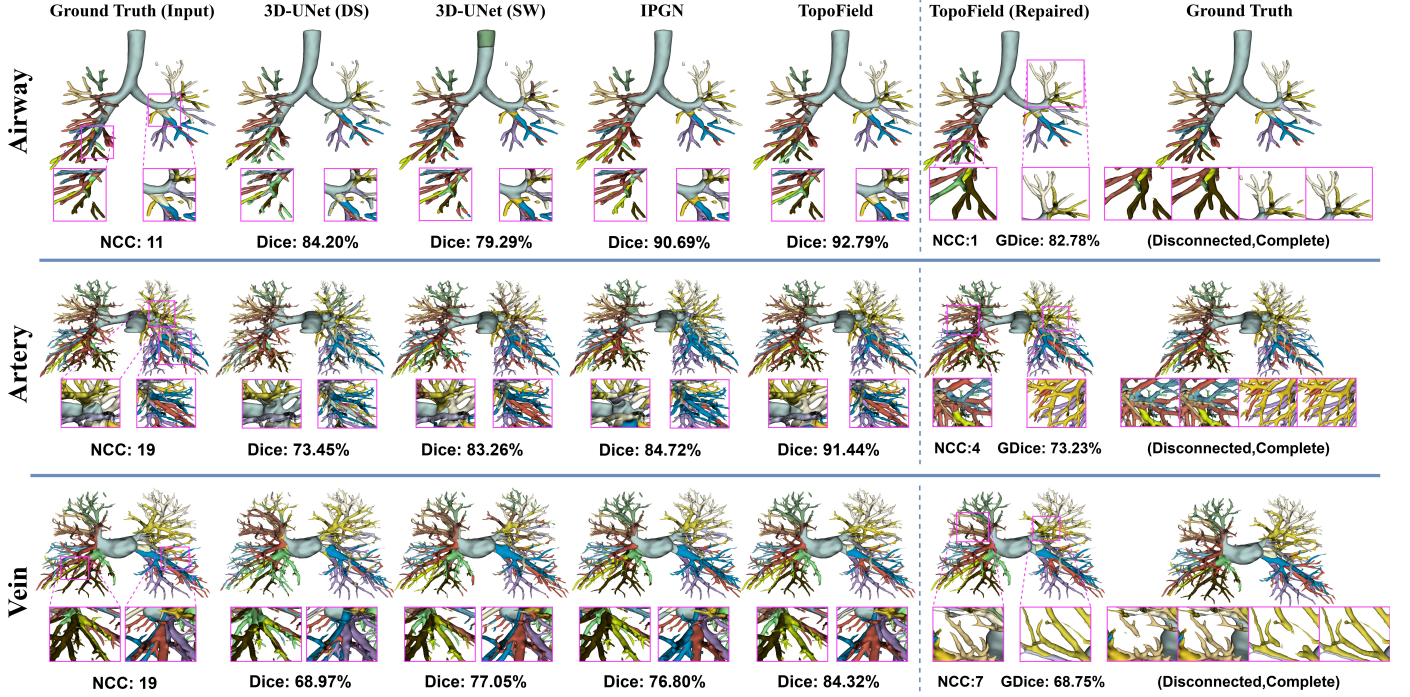 Ground Truth (Input) 3D-UNet (DS) 3D-UNet (SW) IPGN TopoField TopoField (Repaired) Ground Truth
Airway
NCC: 11 Dice: 84.20% Dice: 79.29% Dice: 90.69% Dice: 92.79% NCC:1 GDice: 82.78% (Disconnected,Complete)
Artery
NCC: 19 Dice: 73.45% Dice: 83.26% Dice: 84.72% Dice: 91.44% NCC:4 GDice: 73.23% (Disconnected,Complete)
Vein
NCC: 19 Dice: 68.97% Dice: 77.05% Dice: 76.80% Dice: 84.32% NCC:7 GDice: 68.75% (Disconnected,Complete)